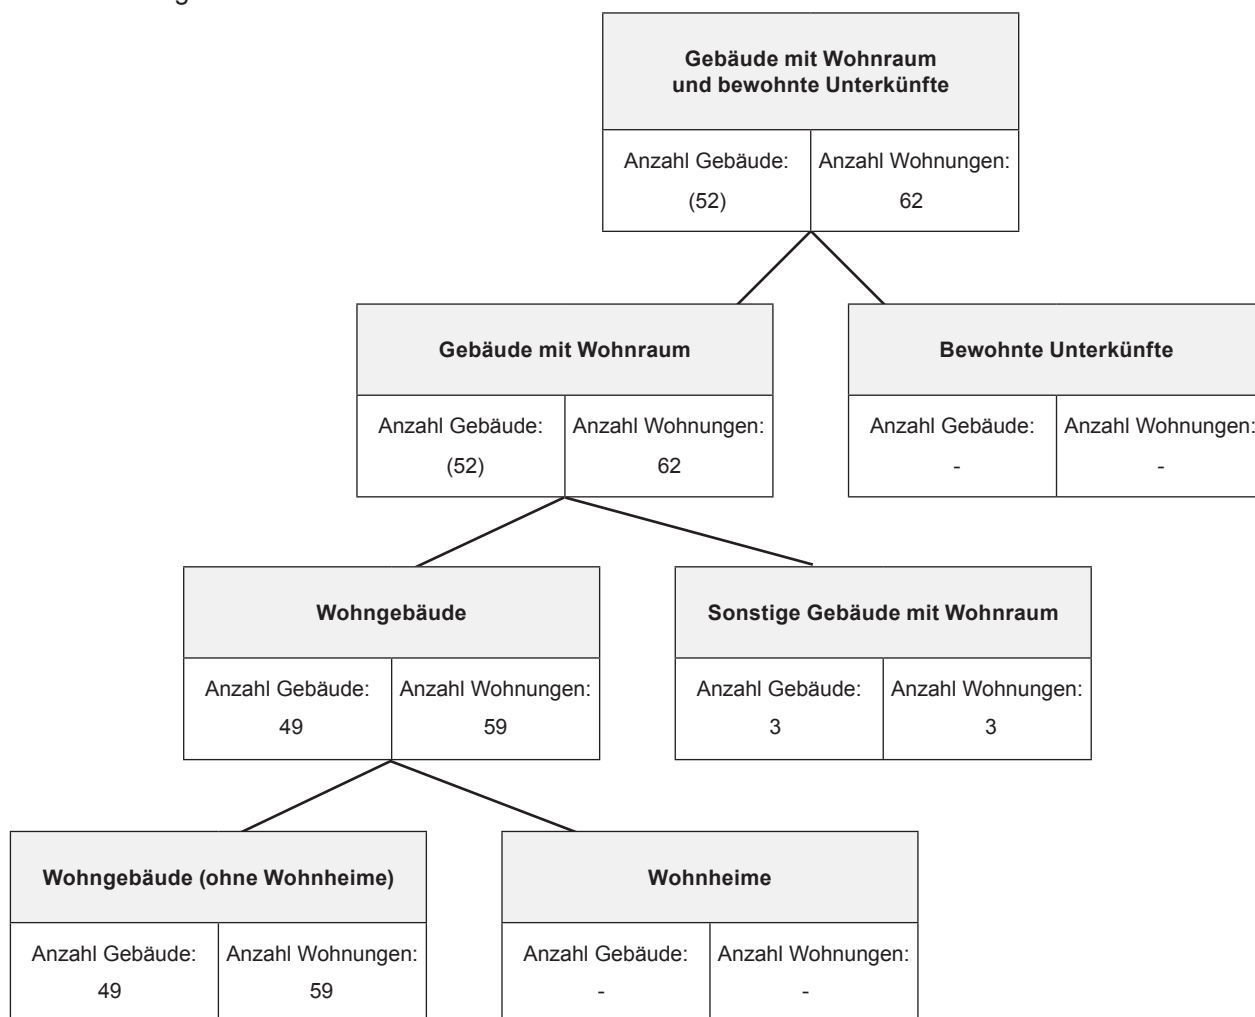 Gebäude mit Wohnraum
und bewohnte Unterkünfte
Anzahl Gebäude: Anzahl Wohnungen:
(52) 62
Gebäude mit Wohnraum Bewohnte Unterkünfte
Anzahl Gebäude: Anzahl Wohnungen: Anzahl Gebäude: Anzahl Wohnungen:
(52) 62 - -
Wohngebäude Sonstige Gebäude mit Wohnraum
Anzahl Gebäude: Anzahl Wohnungen: Anzahl Gebäude: Anzahl Wohnungen:
49 59 3 3
Wohngebäude (ohne Wohnheime) Wohnheime
Anzahl Gebäude: Anzahl Wohnungen: Anzahl Gebäude: Anzahl Wohnungen:
49 59 - -